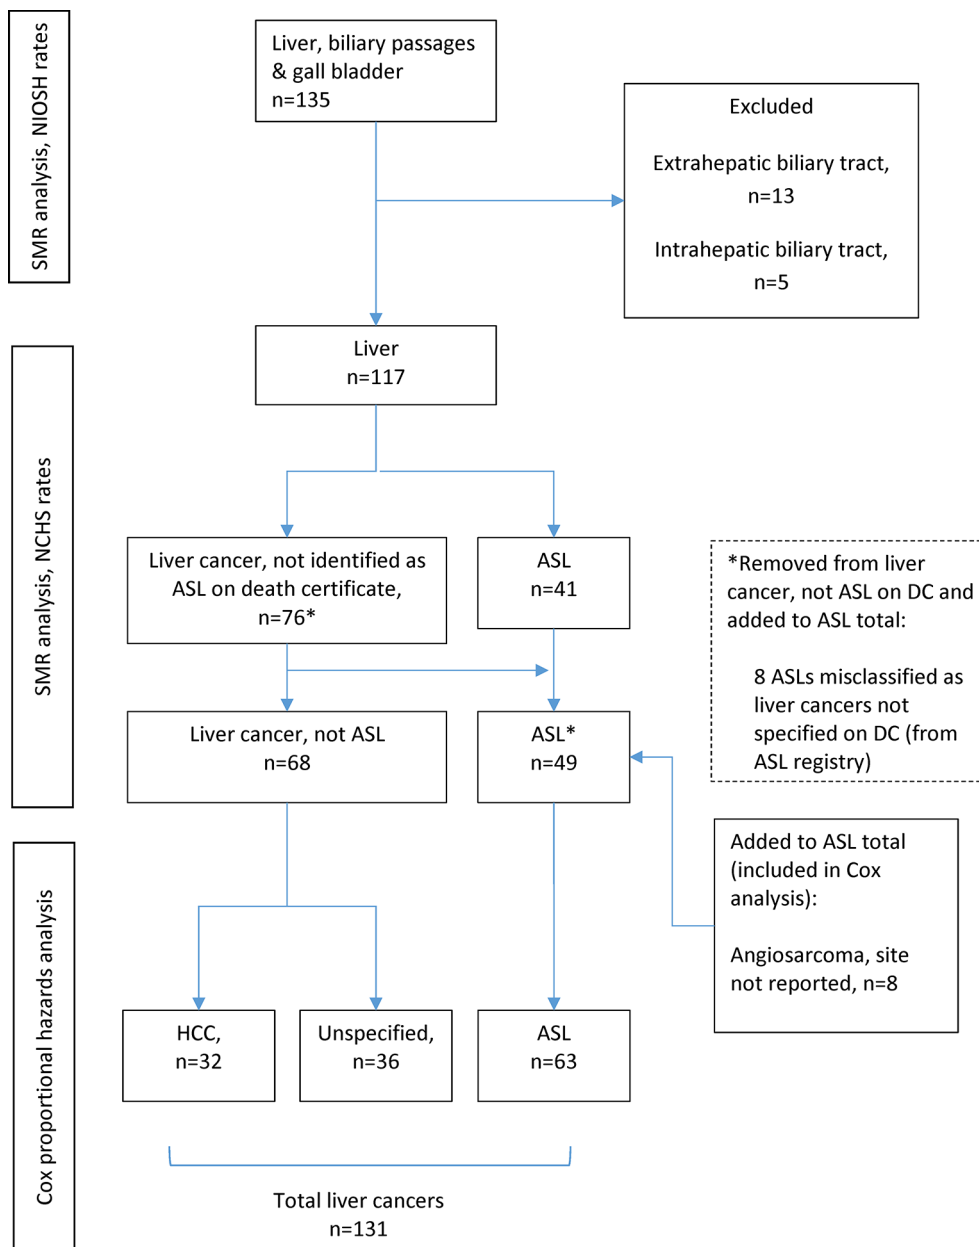 SMR analysis, NIOSH rates
Liver, biliary passages
& gall bladder
n=135
Excluded
Extrahepatic biliary tract,
n=13
Intrahepatic biliary tract,
n=5
SMR analysis, NCHS rates
Liver
n=117
Liver cancer, not identified as
ASL on death certificate,
n=76*
ASL
n=41
*Removed from liver
cancer, not ASL on DC and
added to ASL total:
8 ASLs misclassified as
liver cancers not
specified on DC (from
ASL registry)
Liver cancer, not ASL
n=68
ASL*
n=49
Added to ASL total
(included in Cox
analysis):
Angiosarcoma, site
not reported, n=8
Cox proportional hazards analysis
HCC,
n=32
Unspecified,
n=36
ASL
n=63
Total liver cancers
n=131